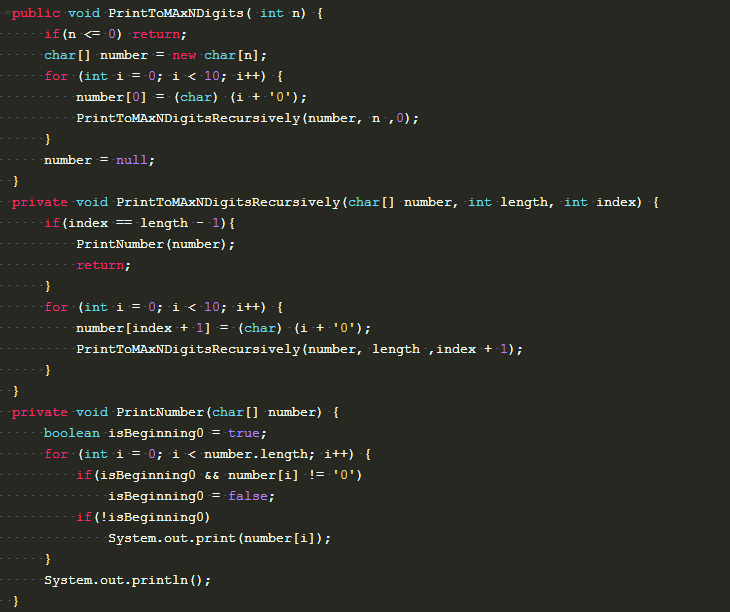 public void PrintToMAxNDigits( int n) {
if(n <= 0) return;
char[] number = new char[n];
for (int i = 0; i < 10; i++) {
number[0] = (char) (i + '0');
PrintToMAxNDigitsRecursively(number, n ,0);
}
number = null;
}
private void PrintToMAxNDigitsRecursively(char[] number, int length, int index) {
if(index == length - 1){
PrintNumber(number);
return;
}
for (int i = 0; i < 10; i++) {
number[index + 1] = (char) (i + '0');
PrintToMAxNDigitsRecursively(number, length ,index + 1);
}
}
private void PrintNumber(char[] number) {
boolean isBeginning0 = true;
for (int i = 0; i < number.length; i++) {
if(isBeginning0 && number[i] != '0')
isBeginning0 = false;
if(!isBeginning0)
System.out.print(number[i]);
}
System.out.println();
}